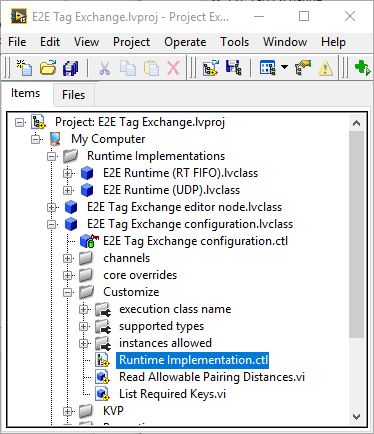 E2E Tag Exchange.lvproj - Project Ex...
File Edit View Project Operate Tools Window
Items Files
Project: E2E Tag Exchange.lvproj
My Computer
Runtime Implementations
E2E Runtime (RT FIFO).lvclass
E2E Runtime (UDP).lvclass
E2E Tag Exchange editor node.lvclass
E2E Tag Exchange configuration.lvclass
E2E Tag Exchange configuration.ctl
channels
core overrides
Customize
execution class name
supported types
instances allowed
Runtime Implementation.ctl
Read Allowable Pairing Distances.vi
List Required Keys.vi
KVP